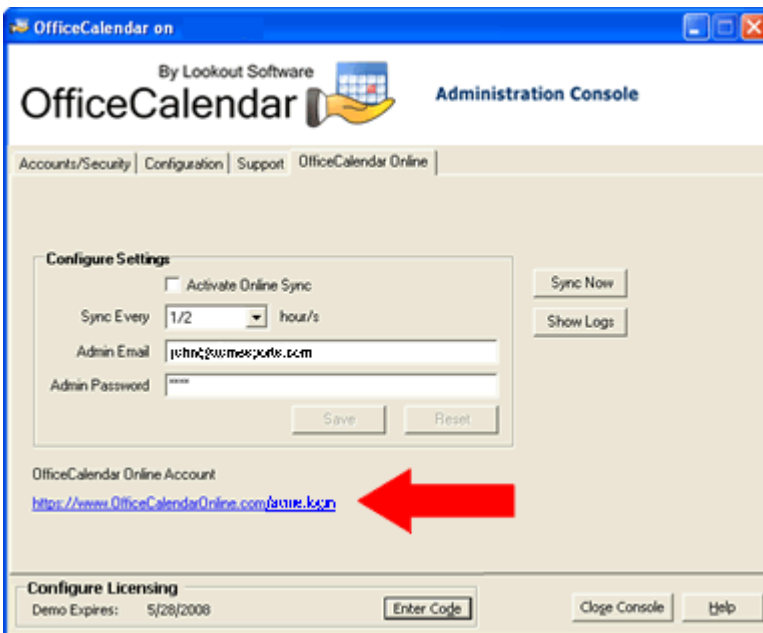 OfficeCalendar on
By Lookout Software
OfficeCalendar
Administration Console
Accounts/Security Configuration Support OfficeCalendar Online
Configure Settings
Activate Online Sync
Sync Now
Sync Every 1/2 hour/s
Show Logs
Admin Email
Admin Password ****
Save Reset
OfficeCalendar Online Account
https://www.OfficeCalendarOnline.com/acme.login
Configure Licensing
Demo Expires: 5/28/2008 Enter Code Close Console Help